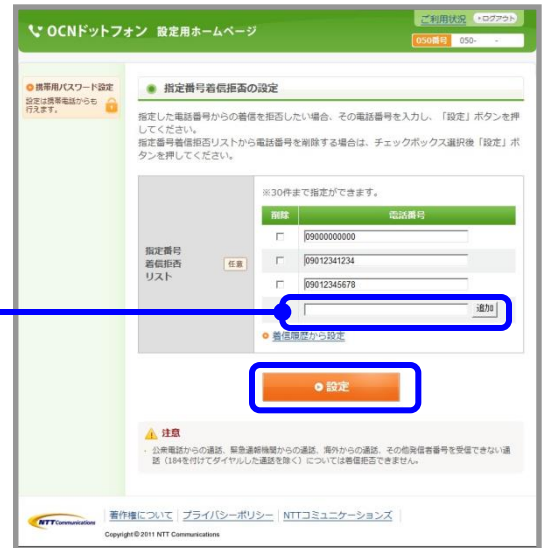 OCNドットフォン 設定用ホームページ
ご利用状況 ログアウト
050番号 050- -
携帯用パスワード設定
設定は携帯電話からも
行えます。
指定番号着信拒否の設定
指定した電話番号からの着信を拒否したい場合、その電話番号を入力し、「設定」ボタンを押
してください。
指定番号着信拒否リストから電話番号を削除する場合は、チェックボックス選択後「設定」ボ
タンを押してください。
※30件まで指定ができます。
削除 電話番号
09000000000
09012341234
09012345678
追加
指定番号
着信拒否
リスト
任意
着信履歴から設定
設定
注意
・ 公衆電話からの通話、緊急通報機関からの通話、海外からの通話、その他発信者番号を受信できない通
話（184を付けてダイヤルした通話を除く）については着信拒否できません。
NTT Communications
著作権について プライバシーポリシー NTTコミュニケーションズ
Copyright © 2011 NTT Communications